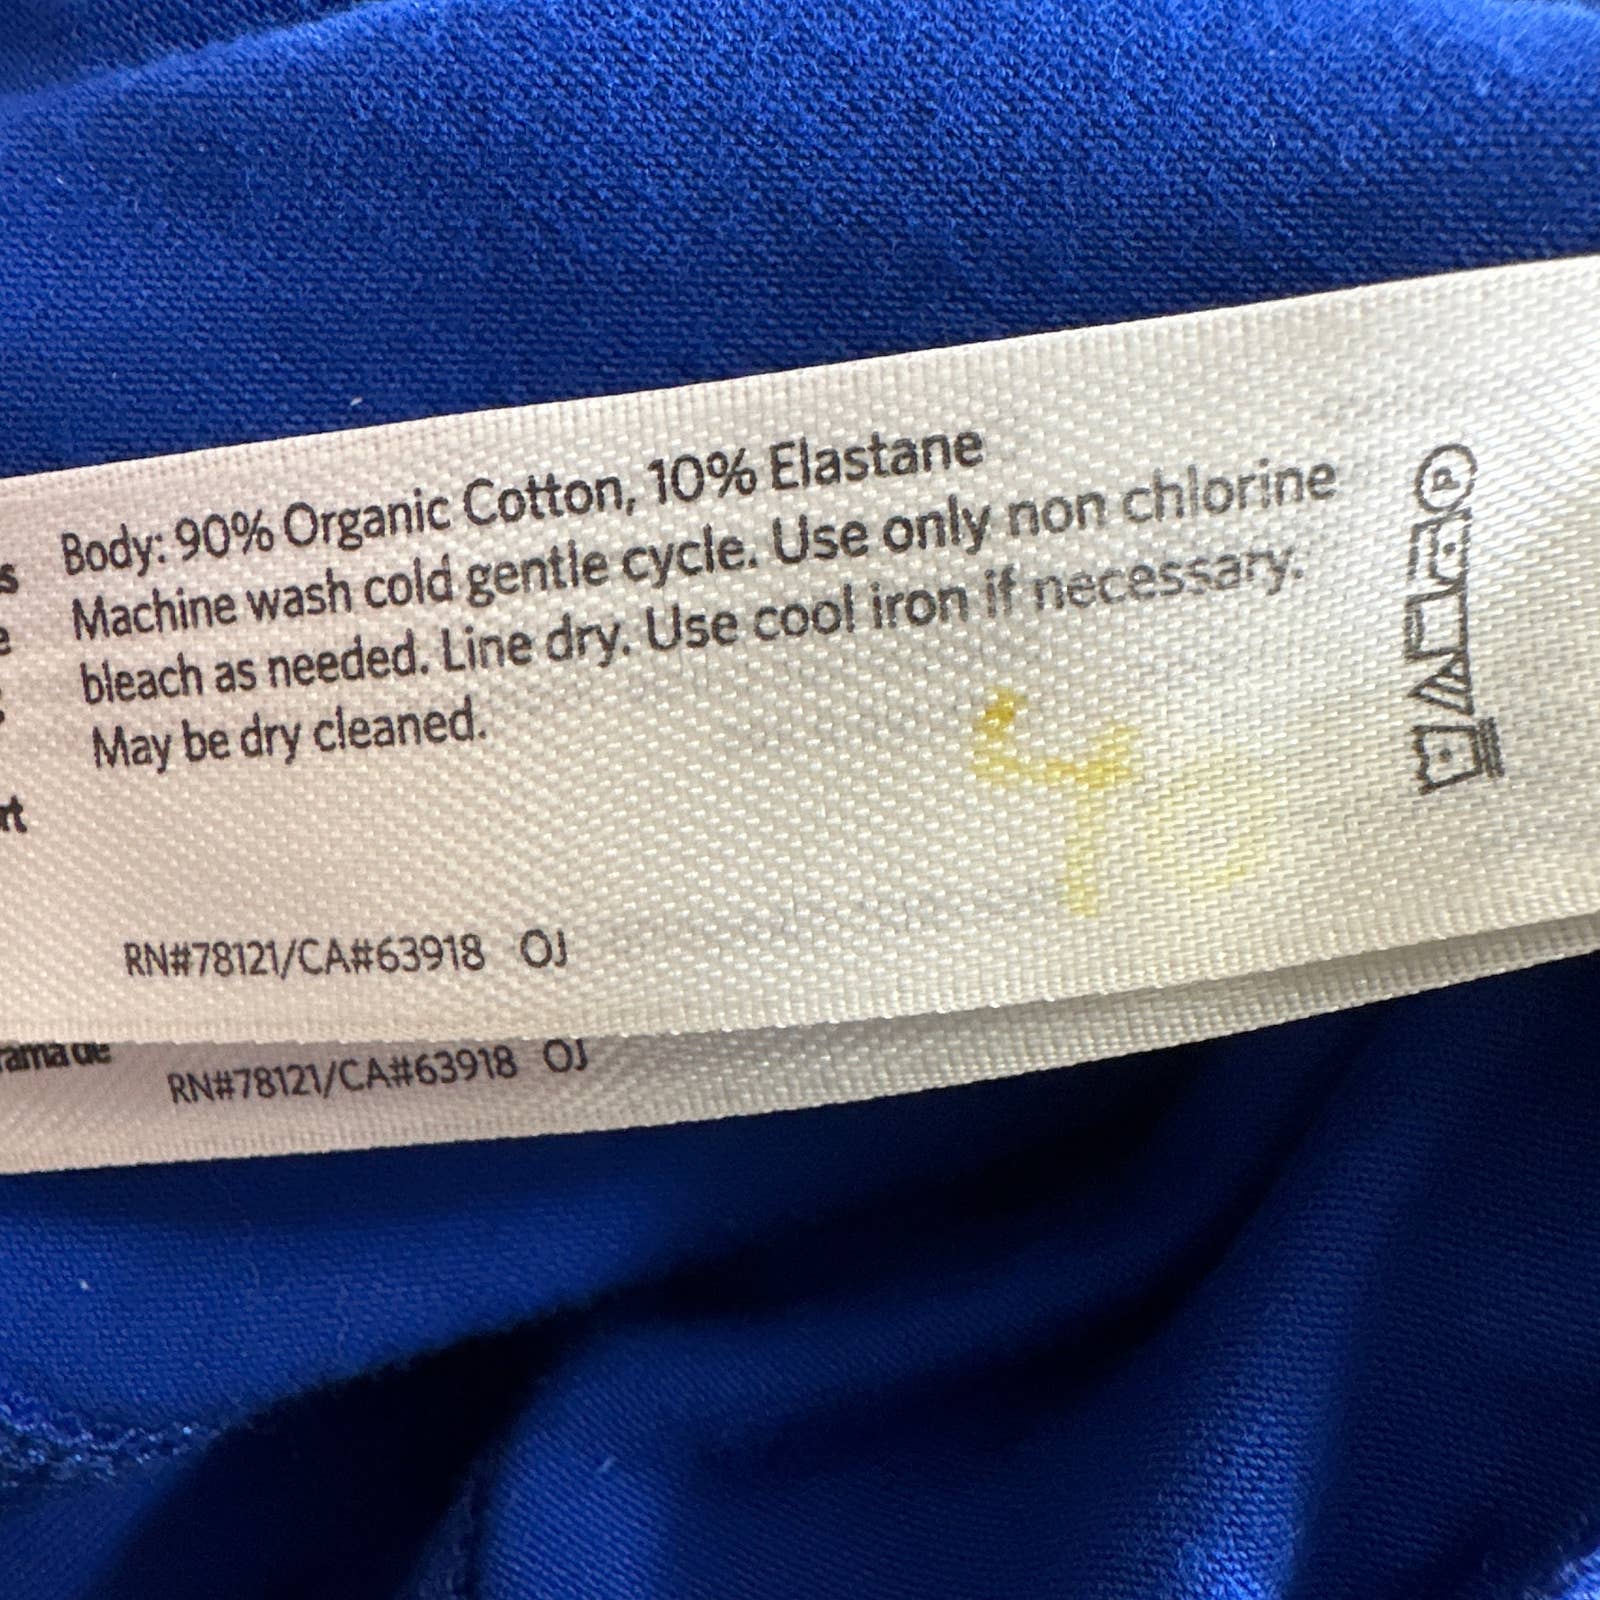 Body: 90% Organic Cotton, 10% Elastane
Machine wash cold gentle cycle. Use only non chlorine
bleach as needed. Line dry. Use cool iron if necessary.
May be dry cleaned.
P
RN#78121/CA#63918 OJ
RN#78121/CA#63918 OJ